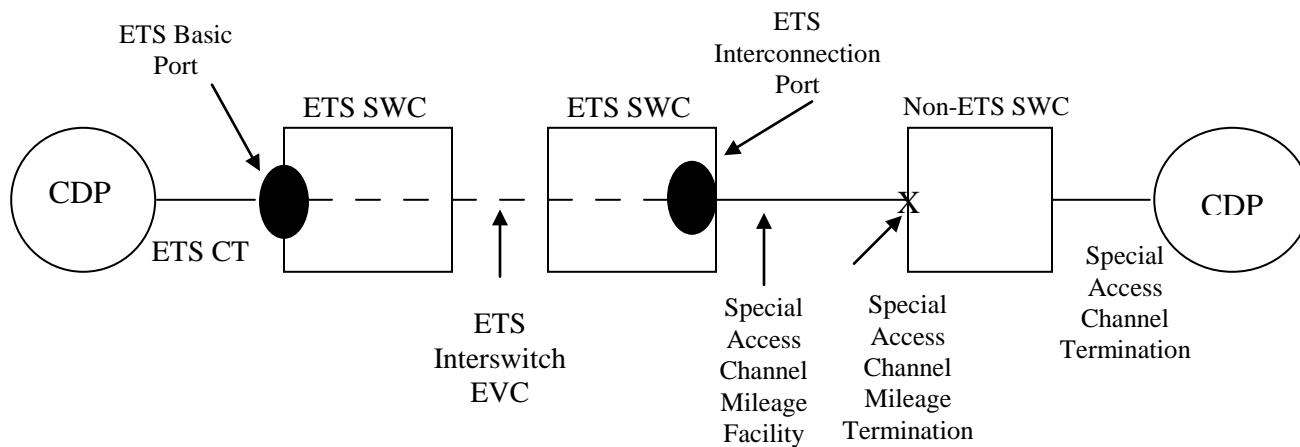 ETS Basic
Port
ETS
Interconnection
Port
ETS SWC
ETS SWC
Non-ETS SWC
CDP
X
CDP
ETS CT
ETS
Interswitch
EVC
Special
Access
Channel
Mileage
Facility
Special
Access
Channel
Mileage
Termination
Special
Access
Channel
Termination